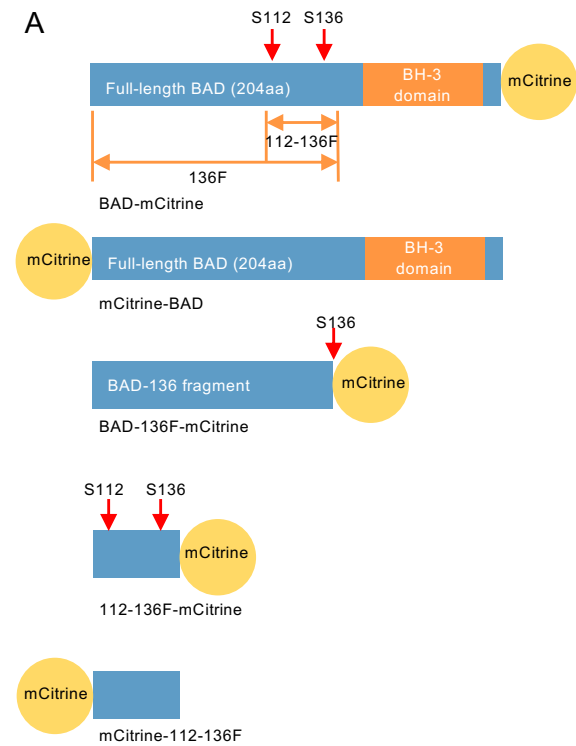 A
S112 S136
Full-length BAD (204aa) BH-3 domain mCitrine
112-136F
136F
BAD-mCitrine
mCitrine Full-length BAD (204aa) BH-3 domain
mCitrine-BAD
S136
BAD-136 fragment mCitrine
BAD-136F-mCitrine
S112 S136
mCitrine
112-136F-mCitrine
mCitrine
mCitrine-112-136F